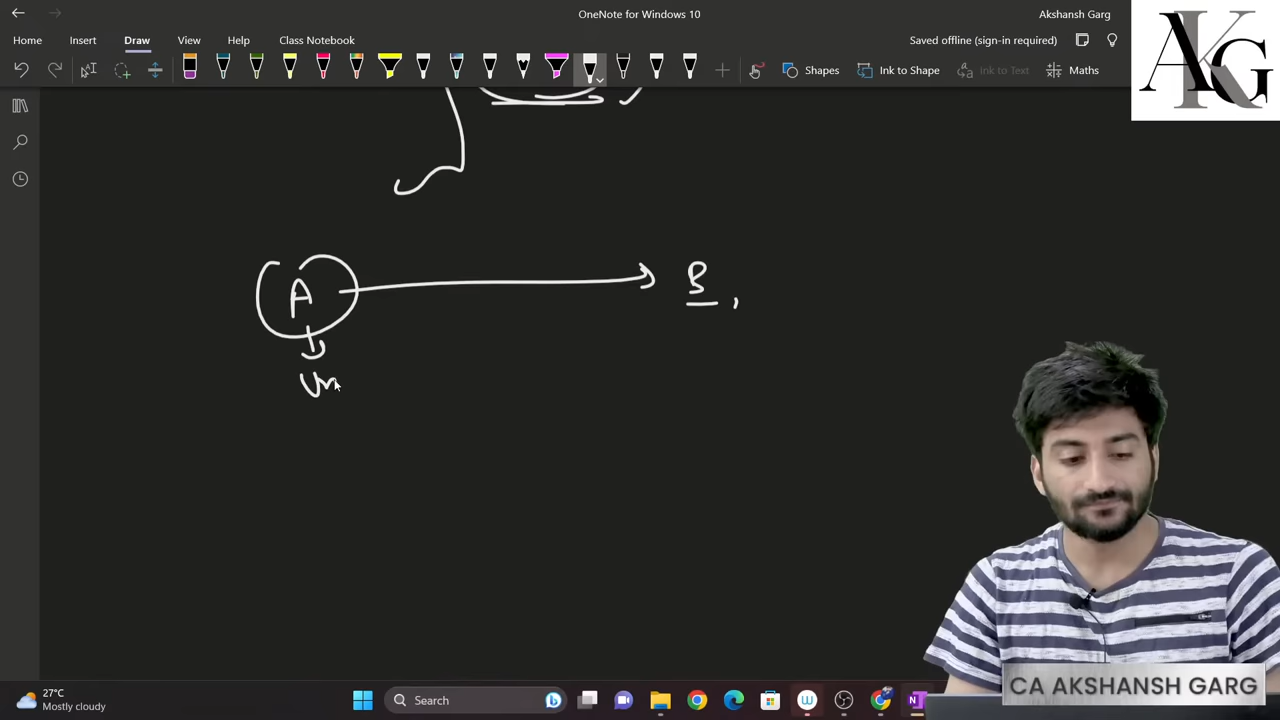 OneNote for Windows 10
Akshansh Garg
Home Insert Draw View Help Class Notebook
Saved offline (sign-in required)
Shapes Ink to Shape Ink to Text Maths
AKG
A B,
27°C
Mostly cloudy
Search
CA AKSHANSH GARG